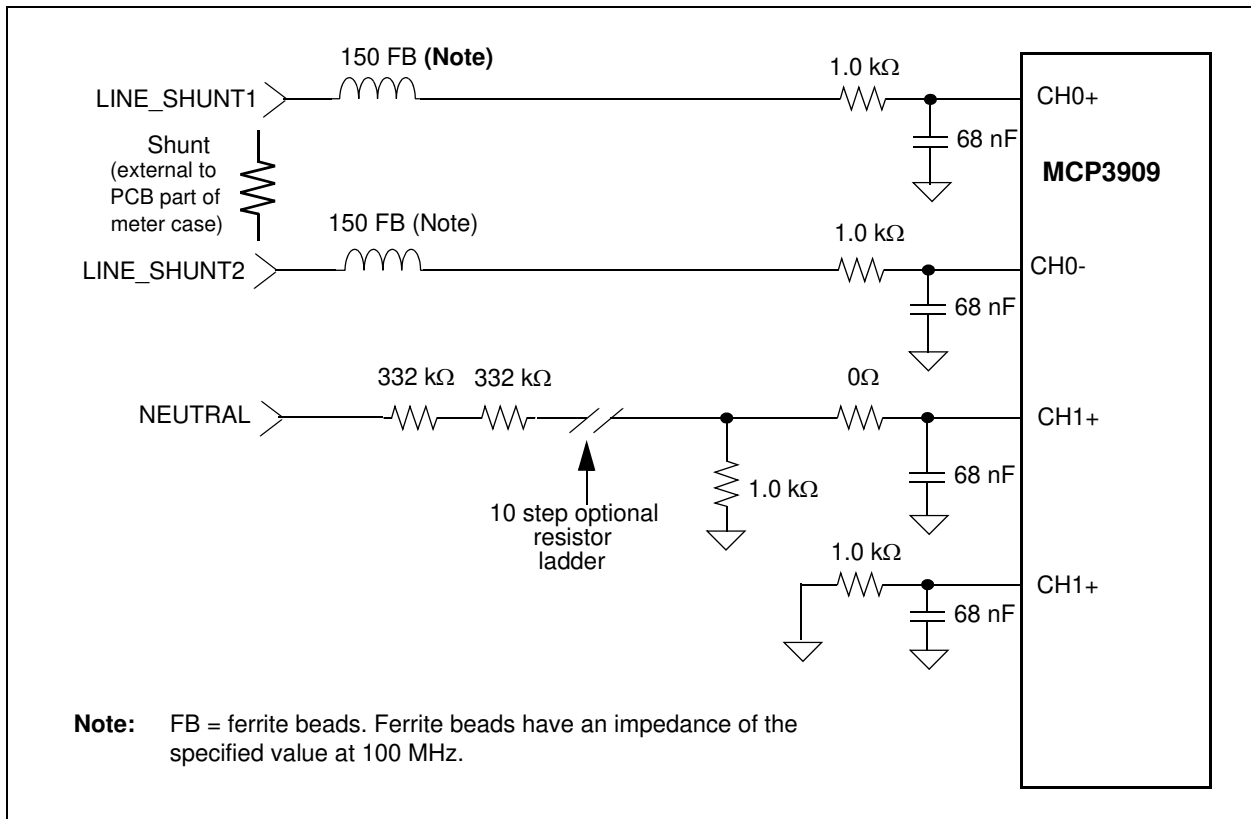 150 FB (Note)
LINE_SHUNT1
1.0 kΩ
CH0+
68 nF
MCP3909
Shunt
(external to
PCB part of
meter case)
150 FB (Note)
LINE_SHUNT2
1.0 kΩ
CH0-
68 nF
332 kΩ 332 kΩ
0Ω
NEUTRAL
CH1+
68 nF
1.0 kΩ
10 step optional
resistor
ladder
1.0 kΩ
CH1+
68 nF
Note: FB = ferrite beads. Ferrite beads have an impedance of the
specified value at 100 MHz.